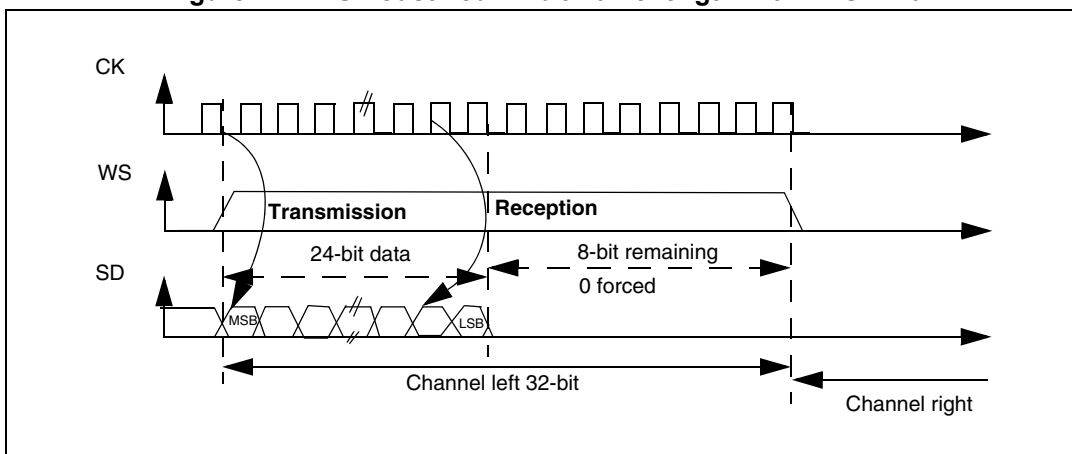 CK
WS
Transmission
Reception
24-bit data
8-bit remaining
0 forced
SD
MSB
LSB
Channel left 32-bit
Channel right